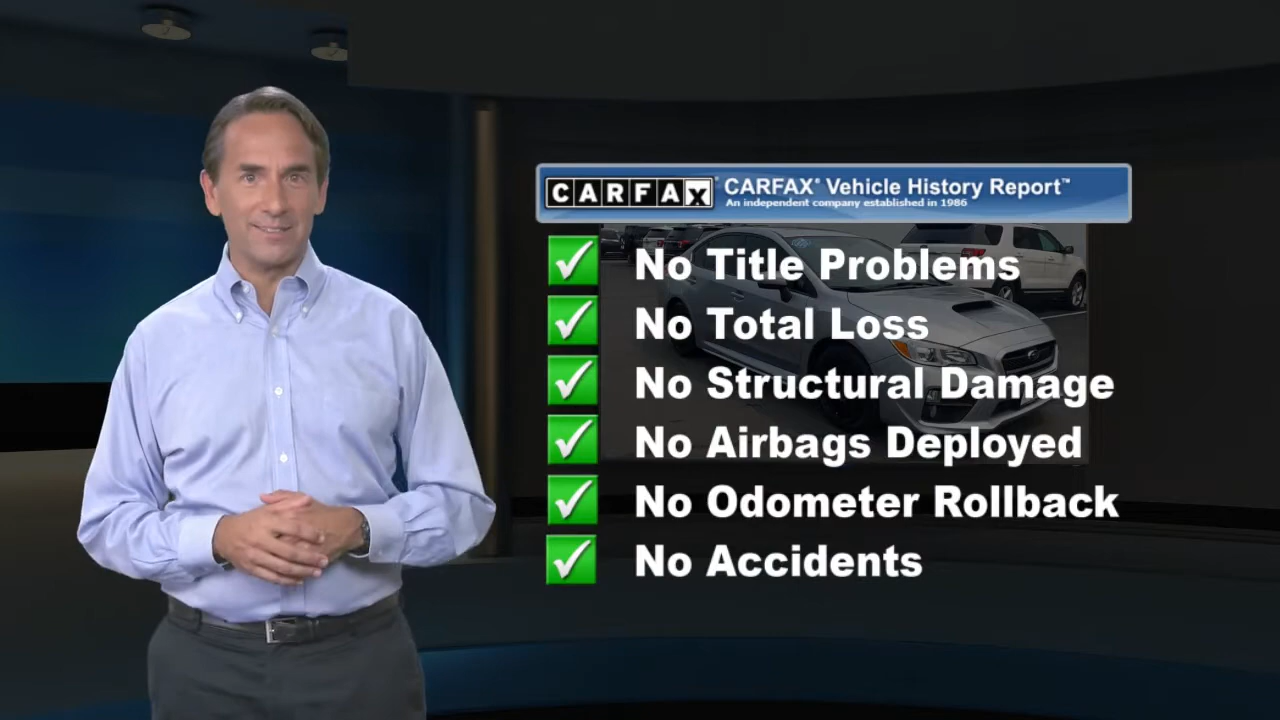 CARFAX® CARFAX® Vehicle History Report™
An independent company established in 1986
No Title Problems
No Total Loss
No Structural Damage
No Airbags Deployed
No Odometer Rollback
No Accidents